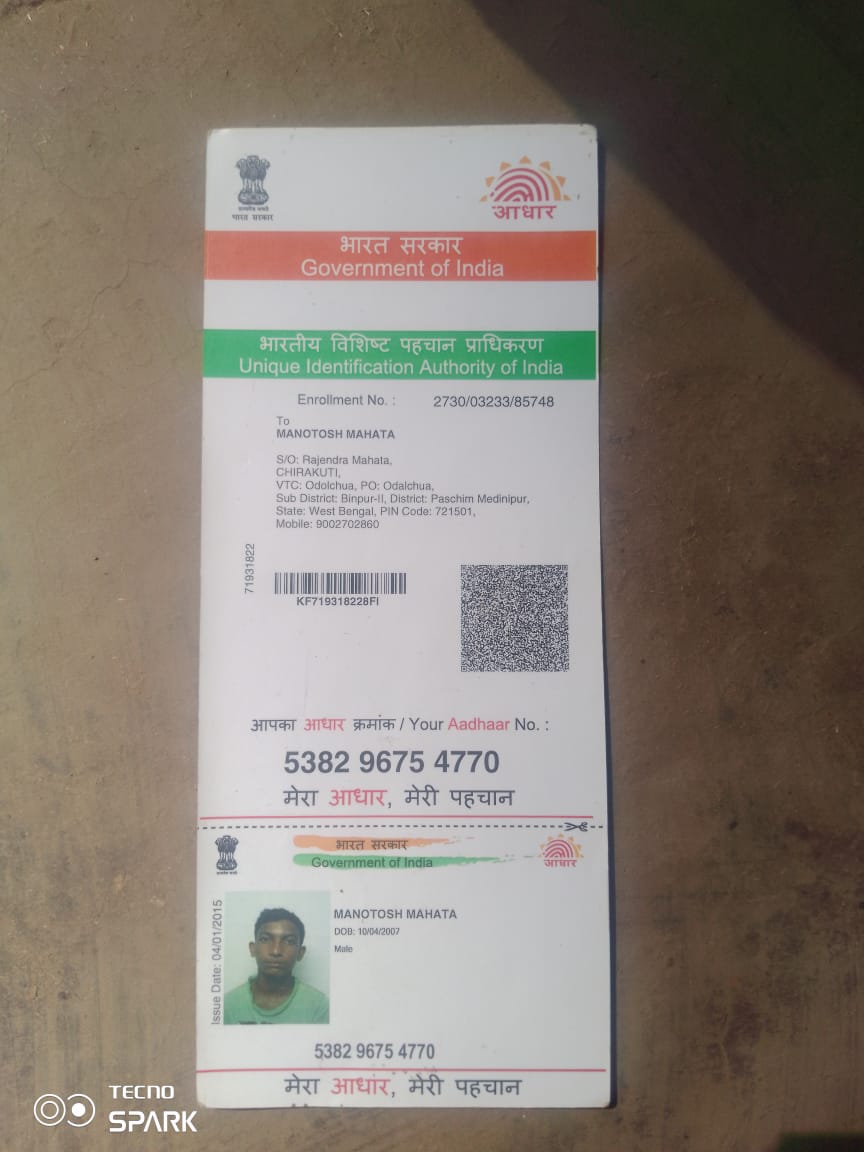 भारत सरकार
आधार
भारत सरकार
Government of India
भारतीय विशिष्ट पहचान प्राधिकरण
Unique Identification Authority of India
Enrollment No. : 2730/03233/85748
To
MANOTOSH MAHATA
S/O: Rajendra Mahata,
CHIRAKUTI,
VTC: Odolchua, PO: Odalchua,
Sub District: Binpur-II, District: Paschim Medinipur,
State: West Bengal, PIN Code: 721501,
Mobile: 9002702860
71931822
KF719318228FI
आपका आधार क्रमांक / Your Aadhaar No. :
5382 9675 4770
मेरा आधार, मेरी पहचान
भारत सरकार
Government of India
आधार
Issue Date: 04/01/2015
MANOTOSH MAHATA
DOB: 10/04/2007
Male
5382 9675 4770
मेरा आधार, मेरी पहचान
TECNO
SPARK